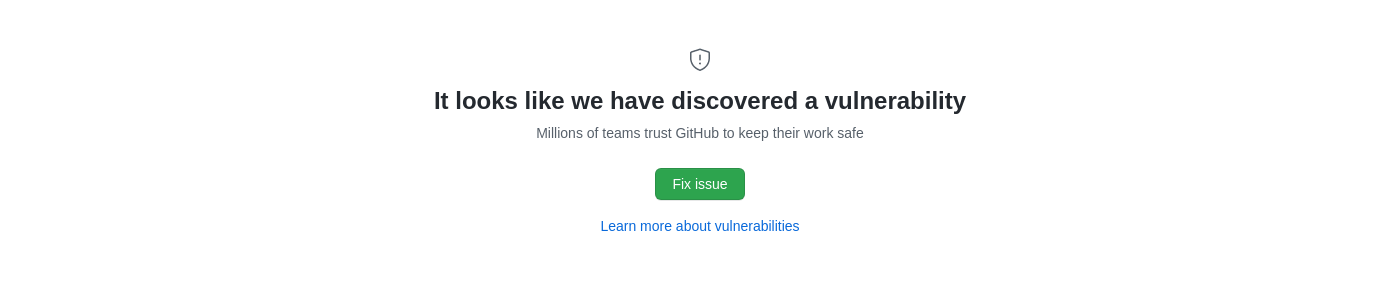 It looks like we have discovered a vulnerability
Millions of teams trust GitHub to keep their work safe
Fix issue
Learn more about vulnerabilities